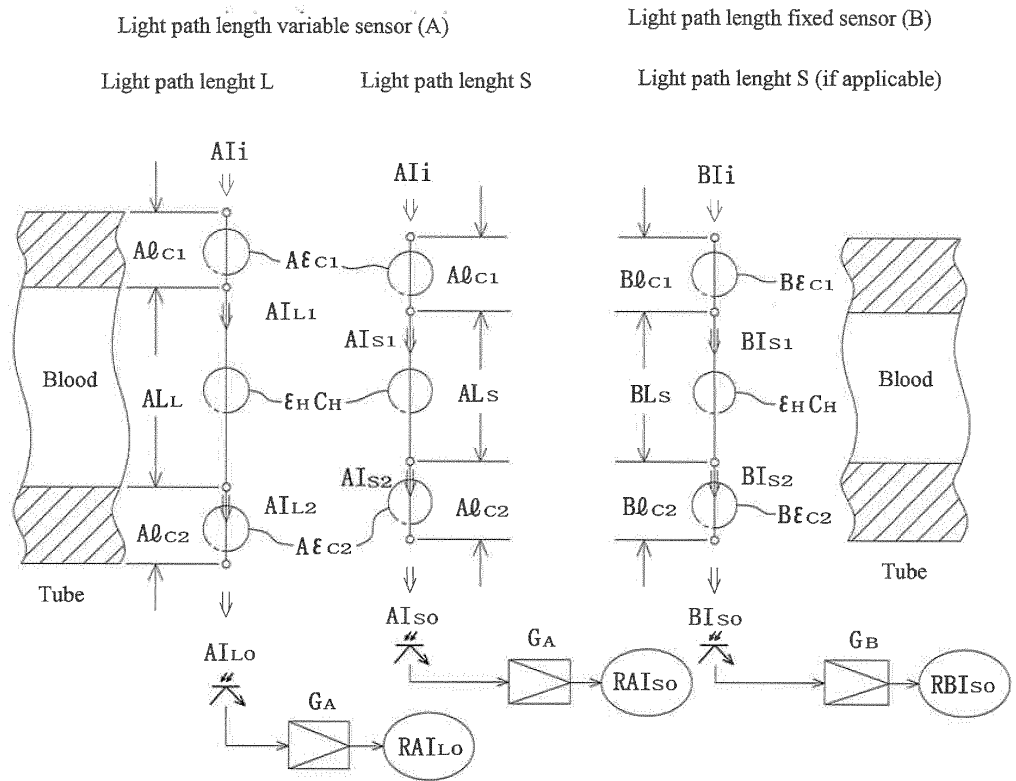 Light path length variable sensor (A)
Light path length fixed sensor (B)
Light path lenght L
Light path lenght S
Light path lenght S (if applicable)
AIi
AIi
BIi
AℓC1
AεC1
AℓC1
BℓC1
BεC1
AIL1
AIS1
BIS1
Blood
ALL
εHCH
ALS
BLS
εHCH
Blood
AIS2
BIS2
AIL2
AℓC2
AεC2
AℓC2
BℓC2
BεC2
Tube
Tube
AISO
BISO
AILO
GA
GB
RAISO
RBISO
GA
RAILO